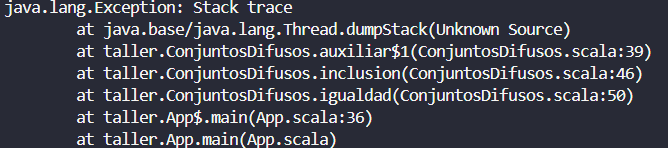 java.lang.Exception: Stack trace
at java.base/java.lang.Thread.dumpStack(Unknown Source)
at taller.ConjuntosDifusos.auxiliar$1(ConjuntosDifusos.scala:39)
at taller.ConjuntosDifusos.inclusion(ConjuntosDifusos.scala:46)
at taller.ConjuntosDifusos.igualdad(ConjuntosDifusos.scala:50)
at taller.App$.main(App.scala:36)
at taller.App.main(App.scala)